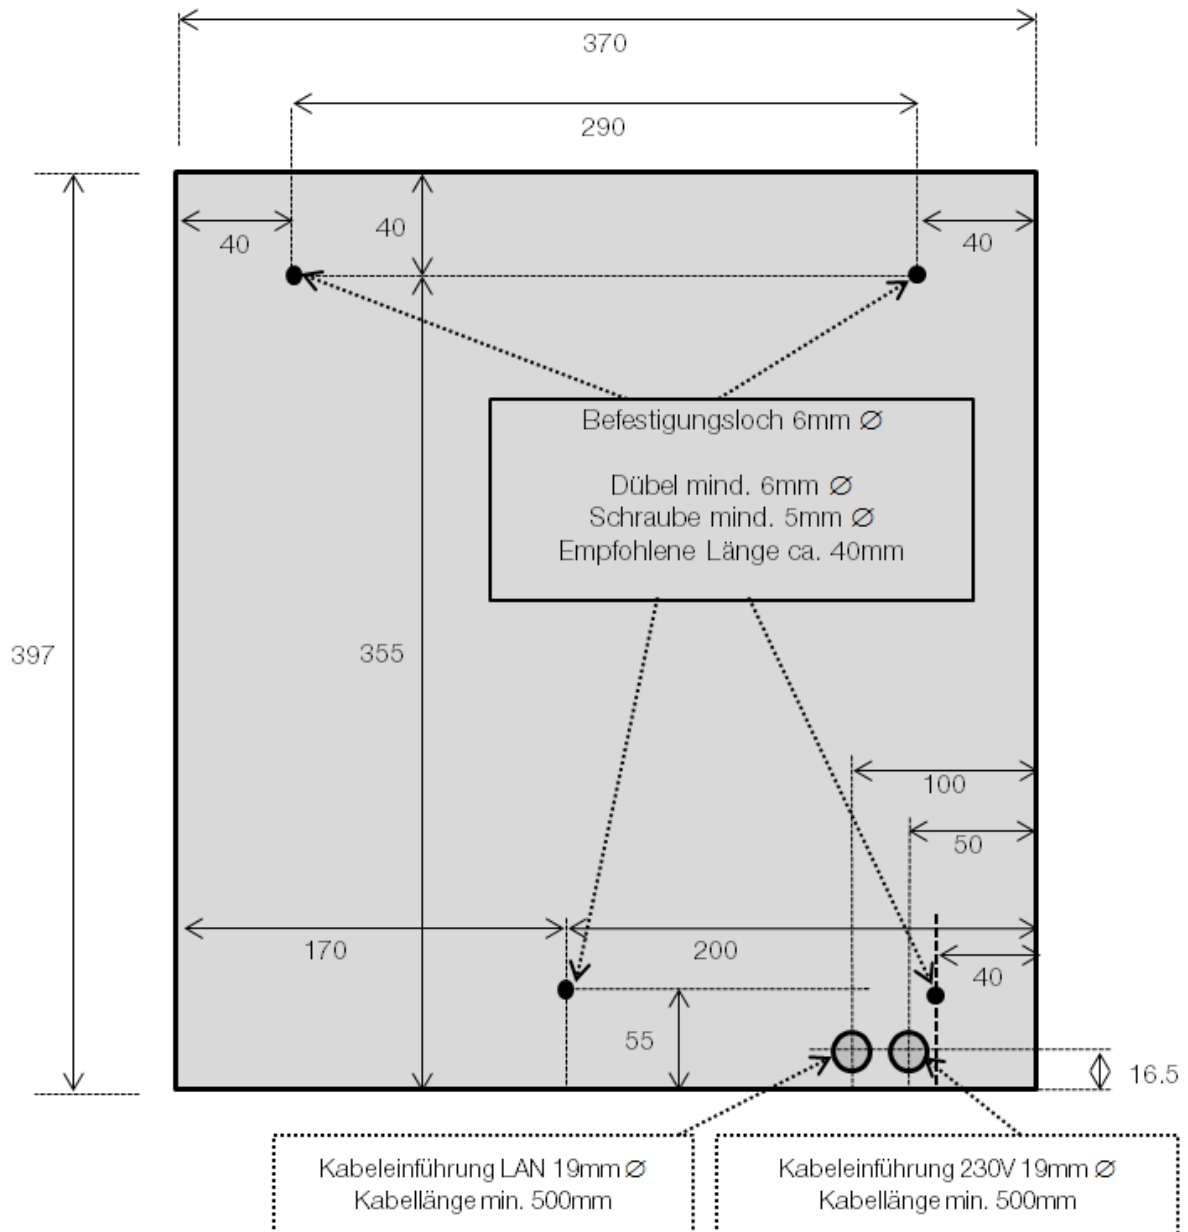 370
290
40
40
40
Befestigungsloch 6mm ∅
Dübel mind. 6mm ∅
Schraube mind. 5mm ∅
Empfohlene Länge ca. 40mm
397
355
100
50
170
200
40
55
16.5
Kabeleinführung LAN 19mm ∅
Kabellänge min. 500mm
Kabeleinführung 230V 19mm ∅
Kabellänge min. 500mm